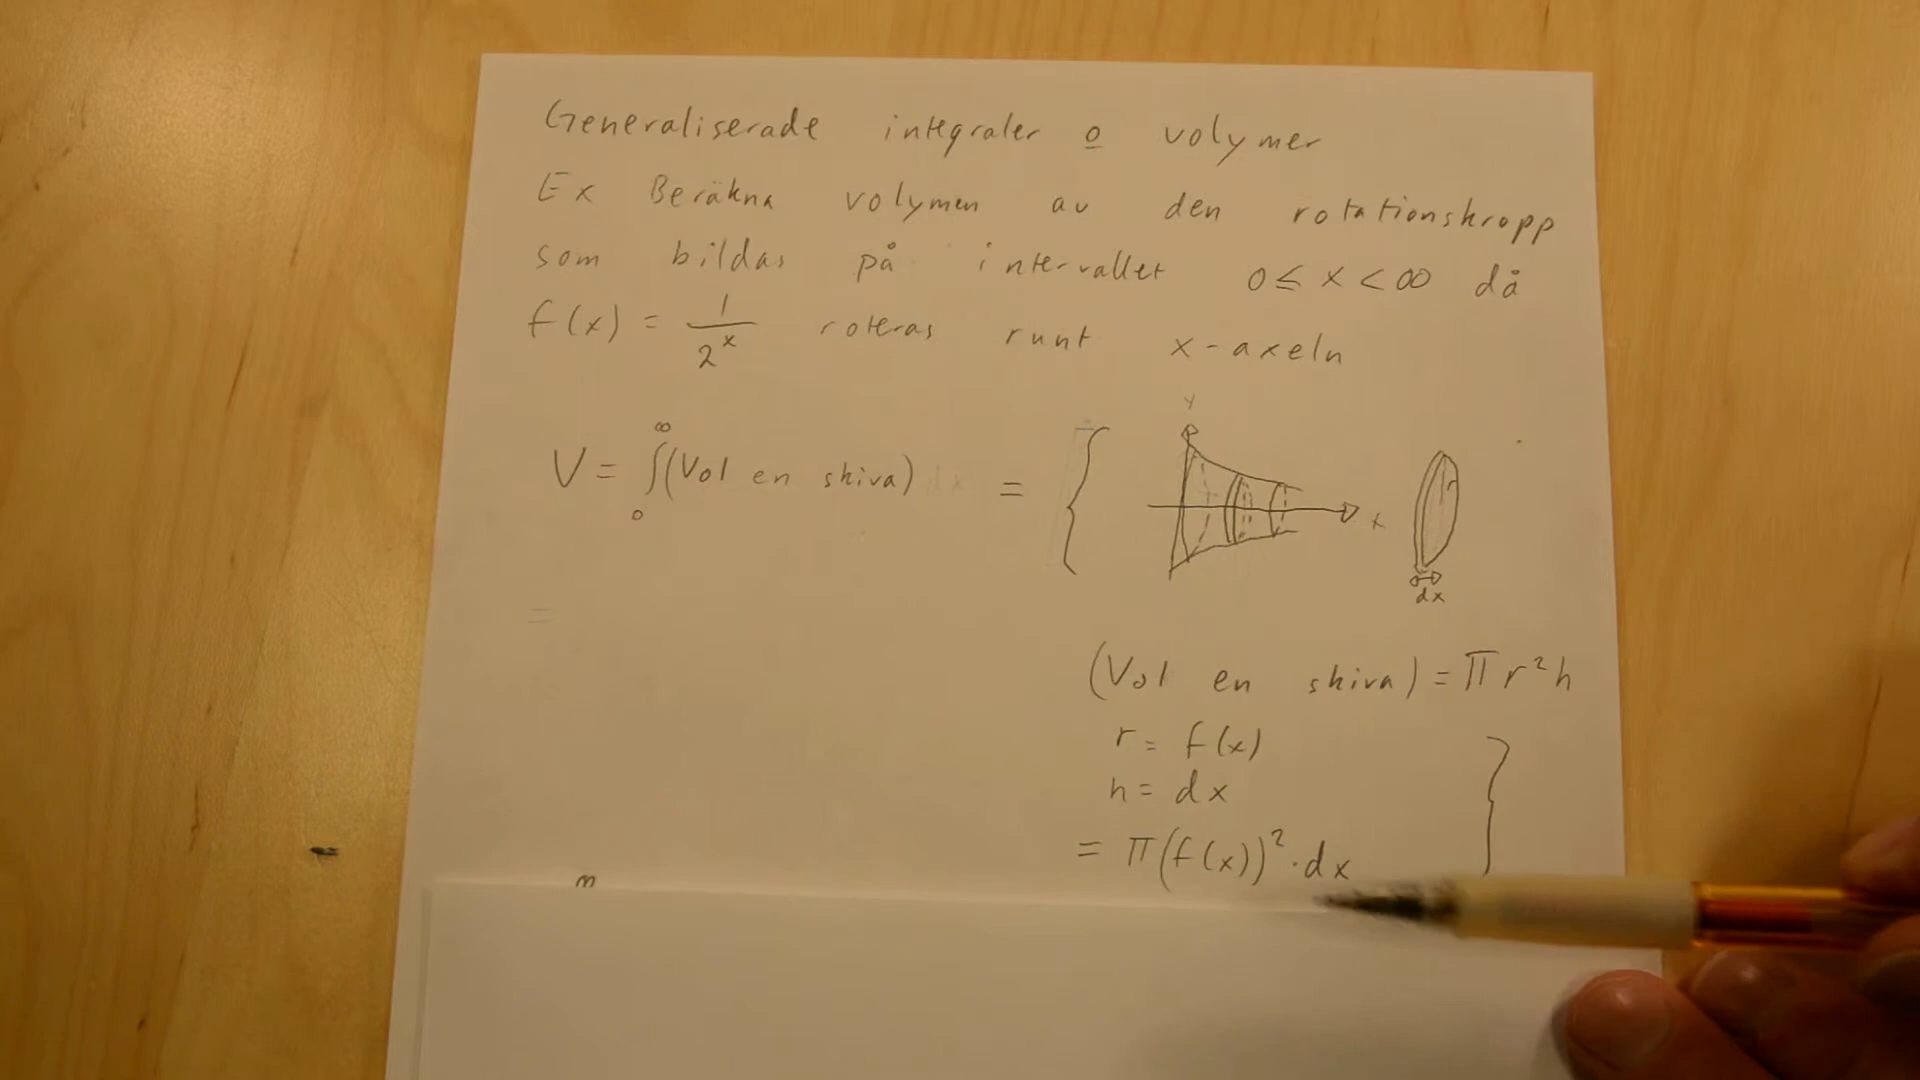 Generaliserade integraler o volymer
Ex Beräkna volymen av den rotationskropp
som bildas på intervallet 0 ≤ x < ∞ då
f(x) = 1/2^x roteras runt x-axeln
V = ∫₀^∞ (Vol en skiva) = {
y
x
r
dx
=
(Vol en skiva) = πr²h
r = f(x)
h = dx
= π(f(x))²·dx }